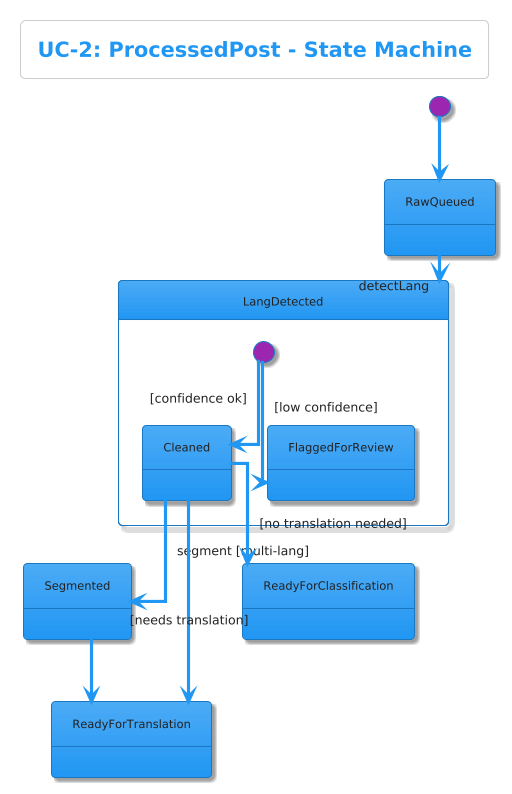 UC-2: ProcessedPost - State Machine
RawQueued
detectLang
LangDetected
[confidence ok]
[low confidence]
Cleaned
FlaggedForReview
[no translation needed]
segment [multi-lang]
Segmented
ReadyForClassification
[needs translation]
ReadyForTranslation